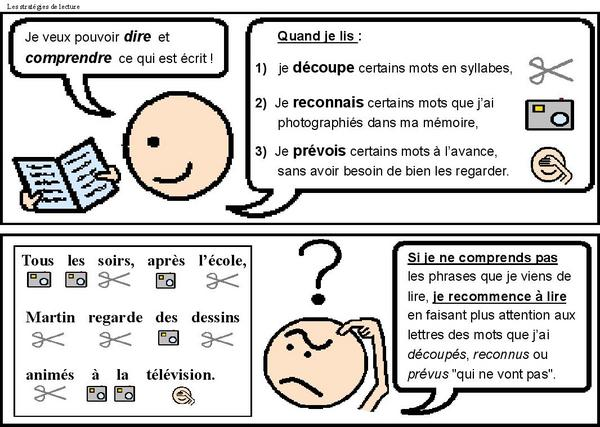 Les stratégies de lecture
Je veux pouvoir dire et
comprendre ce qui est écrit !
Quand je lis :
1) je découpe certains mots en syllabes,
2) Je reconnais certains mots que j'ai
photographiés dans ma mémoire,
3) Je prévois certains mots à l'avance,
sans avoir besoin de bien les regarder.
Tous les soirs, après l'école,
Martin regarde des dessins
animés à la télévision.
?
Si je ne comprends pas
les phrases que je viens de
lire, je recommence à lire
en faisant plus attention aux
lettres des mots que j'ai
découpés, reconnus ou
prévus "qui ne vont pas".